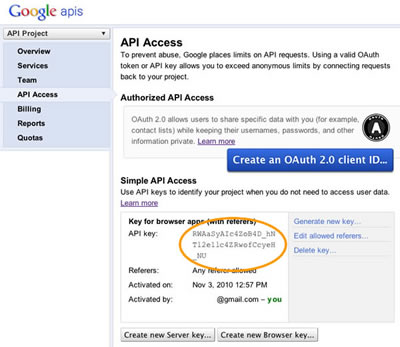 Google apis
API Project
Overview
Services
Team
API Access
Billing
Reports
Quotas
API Access
To prevent abuse, Google places limits on API requests. Using a valid OAuth
token or API key allows you to exceed anonymous limits by connecting requests
back to your project.
Authorized API Access
OAuth 2.0 allows users to share specific data with you (for example,
contact lists) while keeping their usernames, passwords, and other
information private. Learn more
Create an OAuth 2.0 client ID...
Simple API Access
Use API keys to identify your project when you do not need to access user data.
Learn more
Key for browser apps (with referers)
API key:
Referers: Any referer allowed
Activated on: Nov 3, 2010 12:57 PM
Activated by: @gmail.com – you
Generate new key...
Edit allowed referers...
Delete key...
Create new Server key...
Create new Browser key...